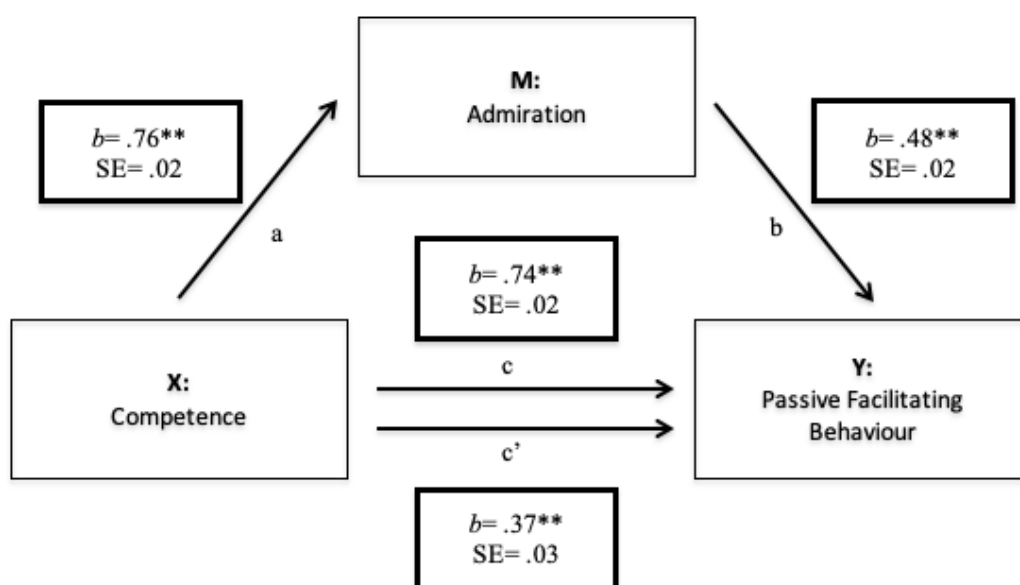 M:
Admiration
b= .76**
SE= .02
b= .48**
SE= .02
a
b
b= .74**
SE= .02
X:
Competence
c
c’
Y:
Passive Facilitating
Behaviour
b= .37**
SE= .03